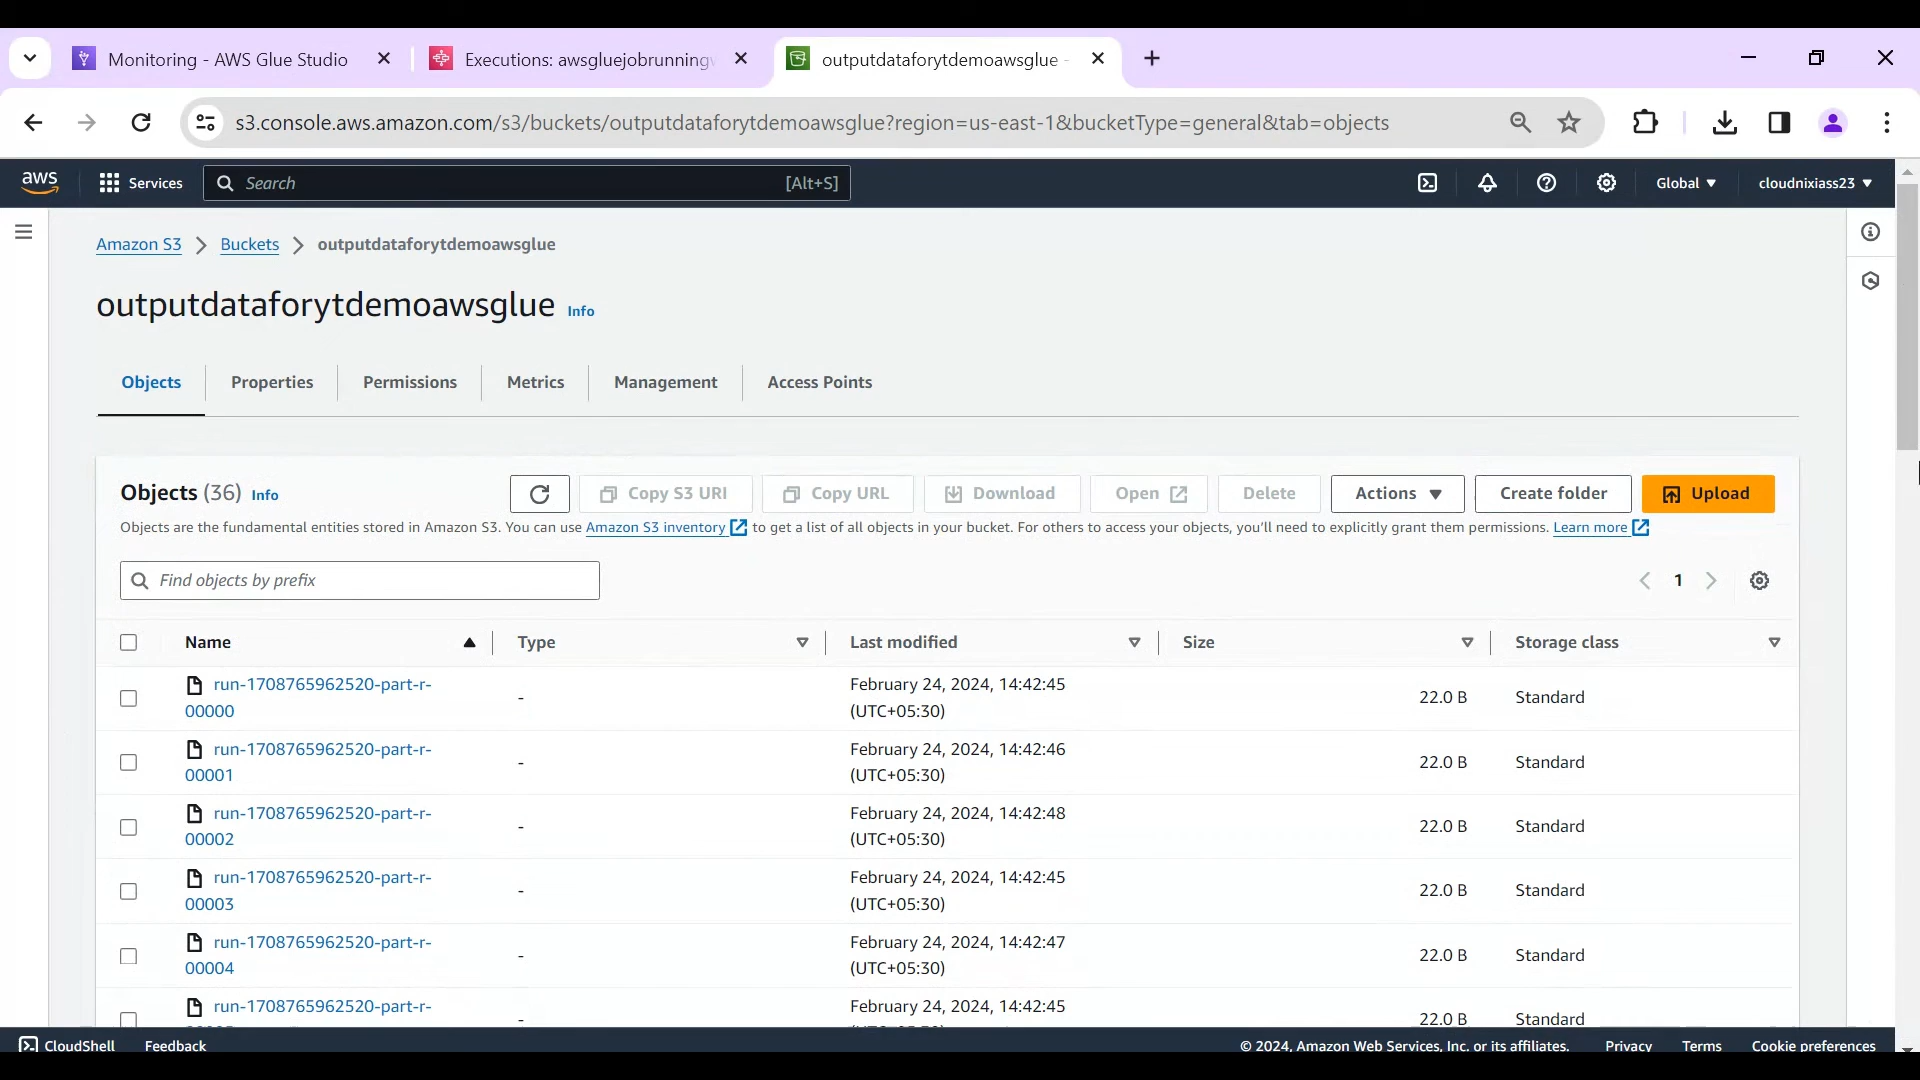 Monitoring - AWS Glue Studio
Executions: awsgluejobrunning
outputdataforytdemoawsglue -
s3.console.aws.amazon.com/s3/buckets/outputdataforytdemoawsglue?region=us-east-1&bucketType=general&tab=objects
aws
Services
Search
[Alt+S]
Global
cloudnixiass23
Amazon S3
Buckets
outputdataforytdemoawsglue
outputdataforytdemoawsglue Info
Objects
Properties
Permissions
Metrics
Management
Access Points
Objects (36) Info
Copy S3 URI
Copy URL
Download
Open
Delete
Actions
Create folder
Upload
Objects are the fundamental entities stored in Amazon S3. You can use Amazon S3 inventory to get a list of all objects in your bucket. For others to access your objects, you'll need to explicitly grant them permissions. Learn more
Find objects by prefix
1
Name
Type
Last modified
Size
Storage class
run-1708765962520-part-r-
00000
-
February 24, 2024, 14:42:45
(UTC+05:30)
22.0 B
Standard
run-1708765962520-part-r-
00001
-
February 24, 2024, 14:42:46
(UTC+05:30)
22.0 B
Standard
run-1708765962520-part-r-
00002
-
February 24, 2024, 14:42:48
(UTC+05:30)
22.0 B
Standard
run-1708765962520-part-r-
00003
-
February 24, 2024, 14:42:45
(UTC+05:30)
22.0 B
Standard
run-1708765962520-part-r-
00004
-
February 24, 2024, 14:42:47
(UTC+05:30)
22.0 B
Standard
run-1708765962520-part-r-
-
February 24, 2024, 14:42:45
22.0 B
Standard
CloudShell
Feedback
© 2024, Amazon Web Services, Inc. or its affiliates.
Privacy
Terms
Cookie preferences